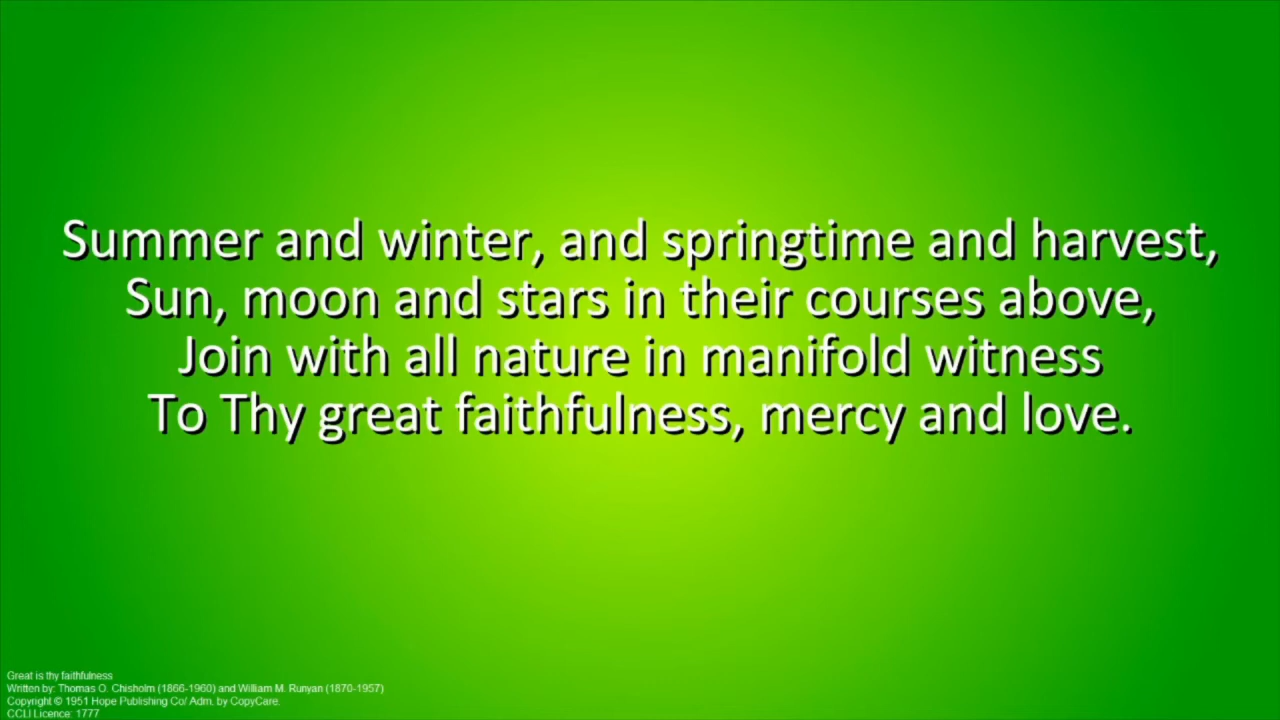 Summer and winter, and springtime and harvest,
Sun, moon and stars in their courses above,
Join with all nature in manifold witness
To Thy great faithfulness, mercy and love.
Great is thy faithfulness
Written by: Thomas O. Chisholm (1866-1960) and William M. Runyan (1870-1957)
Copyright © 1951 Hope Publishing Co/ Adm. by CopyCare.
CCLI Licence: 1777